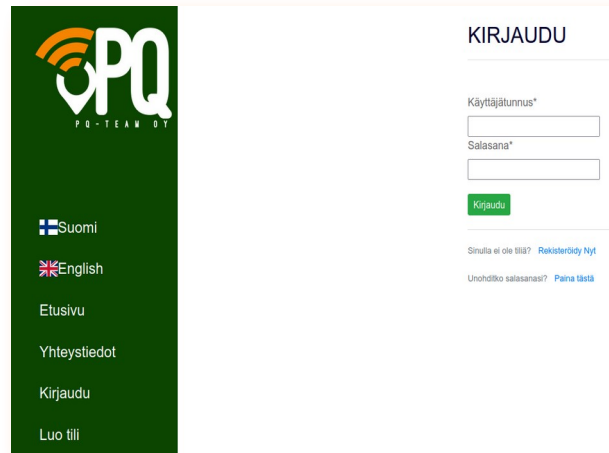 PQ
PQ-TEAM OY
Suomi
English
Etusivu
Yhteystiedot
Kirjaudu
Luo tili
KIRJAUDU
Käyttäjätunnus*
Salasana*
Kirjaudu
Sinulla ei ole tiliä? Rekisteröidy Nyt
Unohditko salasanasi? Paina tästä